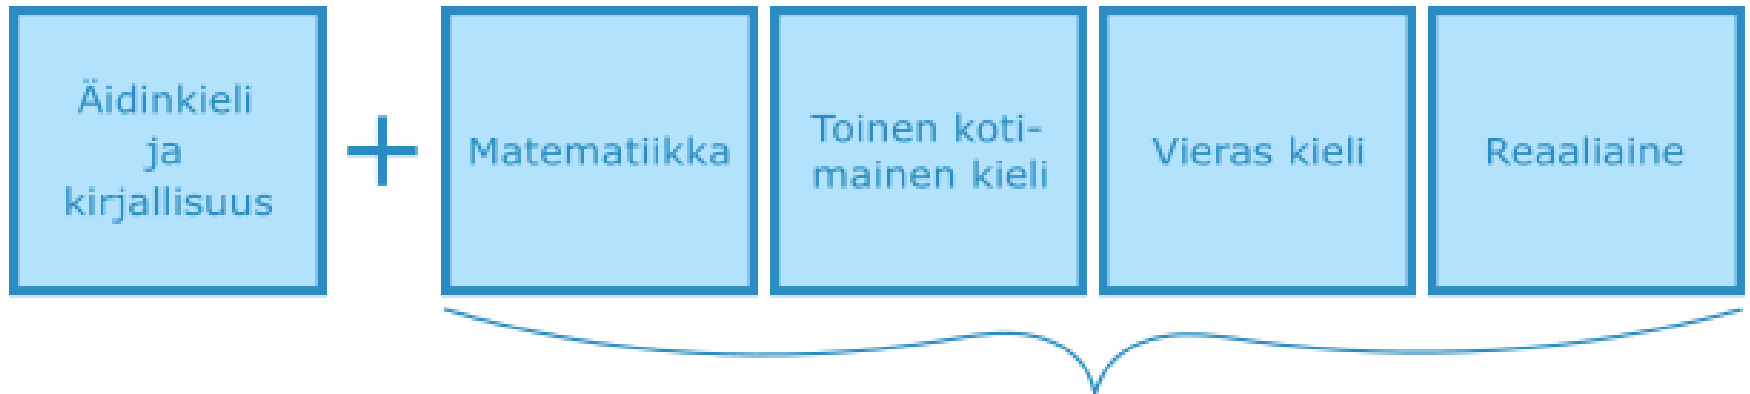 Äidinkieli
ja
kirjallisuus
+
Matematiikka
Toinen koti-
mainen kieli
Vieras kieli
Reaaliaine